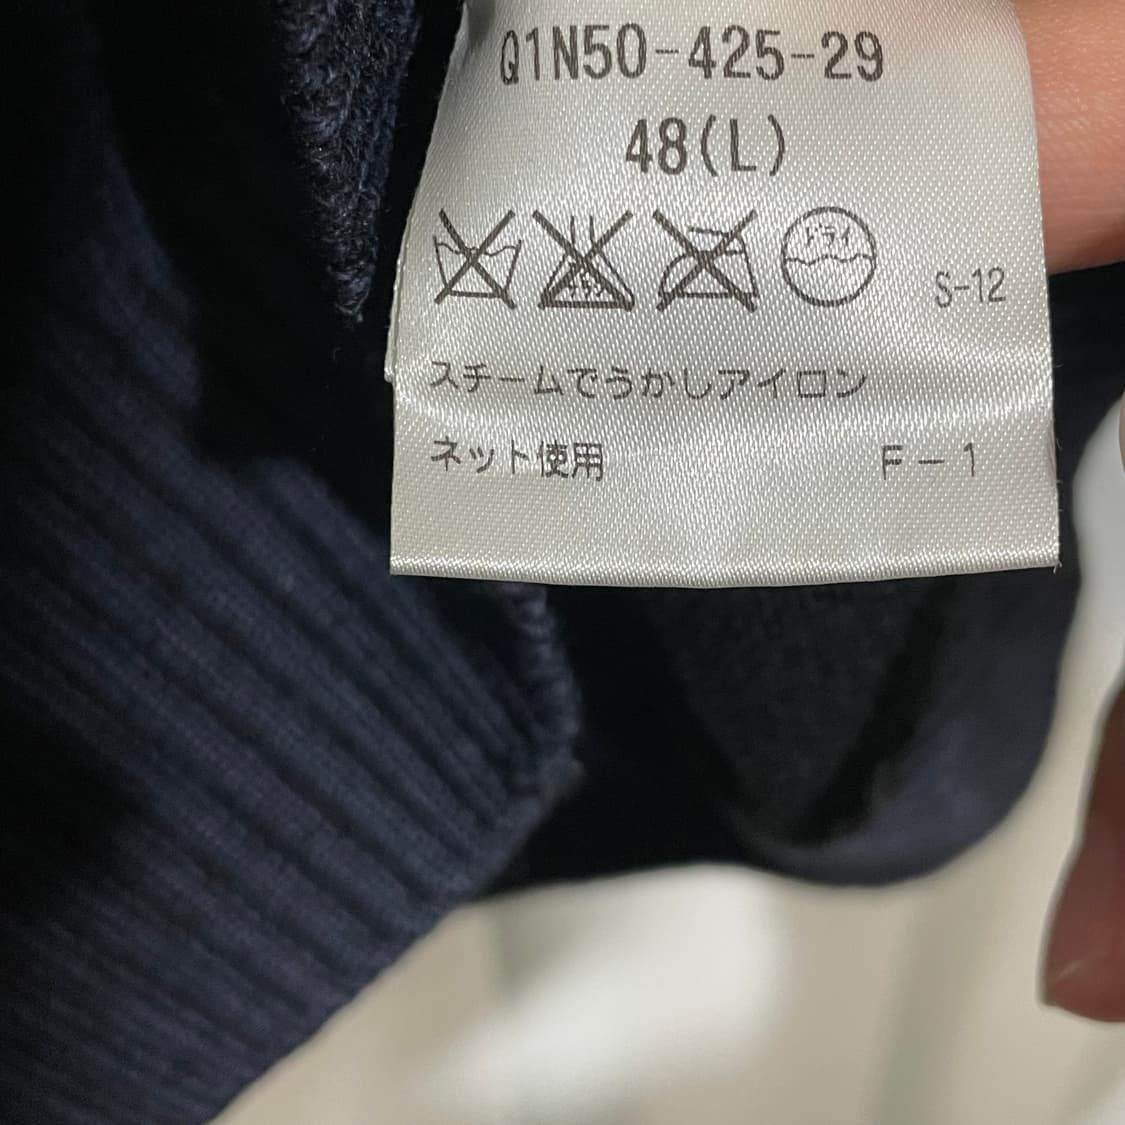 Q1N50-425-29
48(L)
ドライ
S-12
スチームでうかしアイロン
ネット使用 F-1